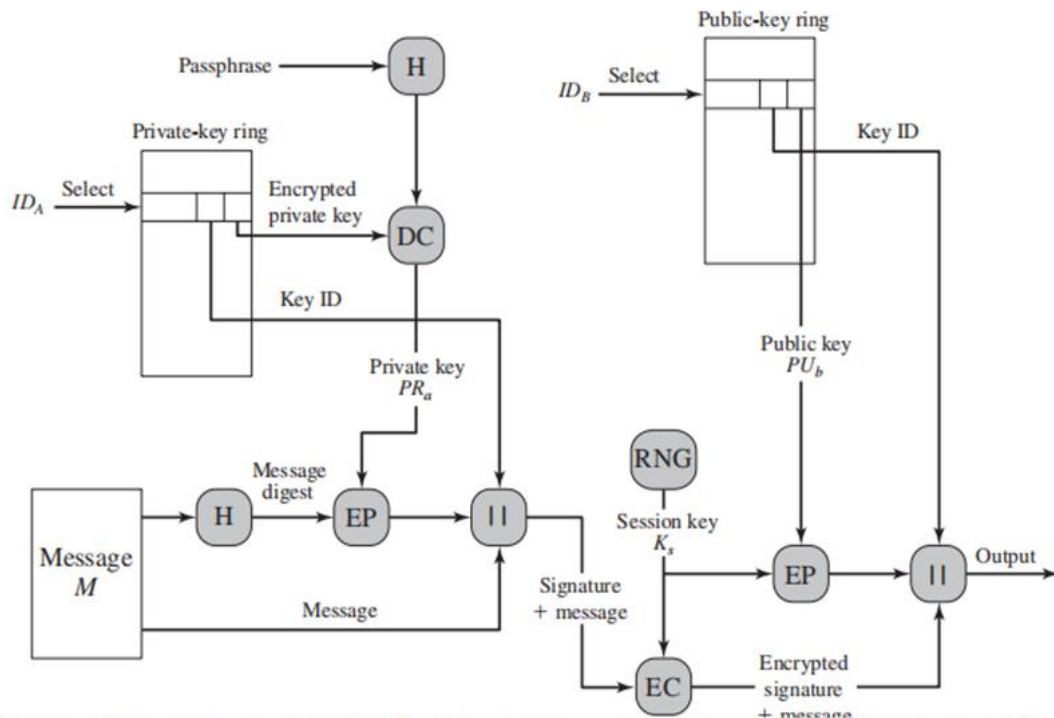 Public-key ring
Passphrase
H
Select
ID_B
Private-key ring
Key ID
Select
ID_A
Encrypted
private key
DC
Key ID
Public key
PU_b
Private key
PR_a
RNG
Message
digest
Session key
K_s
H
EP
||
Message
M
EP
||
Output
Message
Signature
+ message
EC
Encrypted
signature
+ message